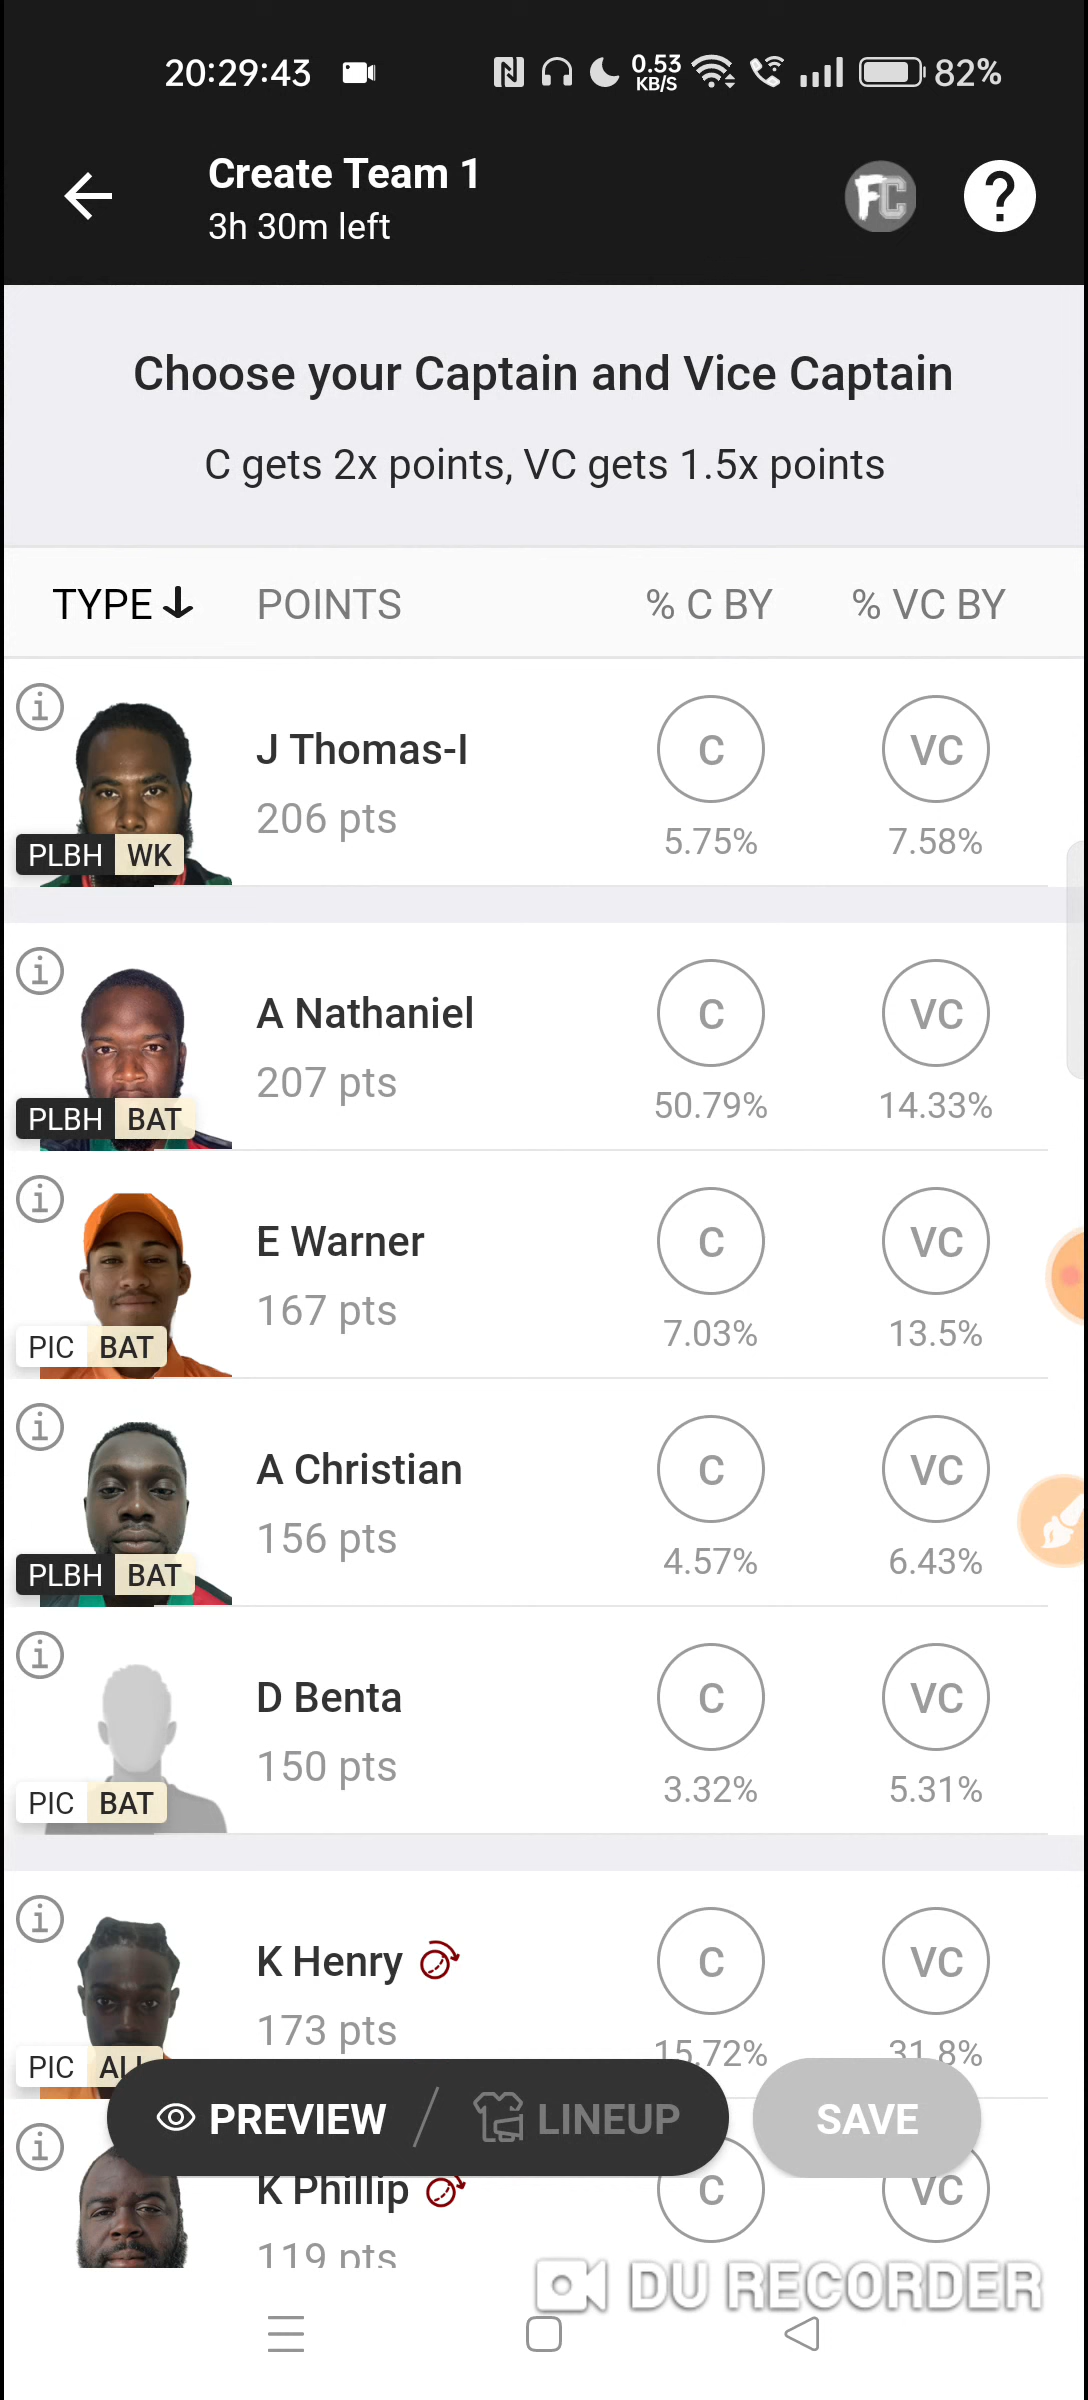 20:29:43
0.53 KB/S
82%
Create Team 1
3h 30m left
FC
?
Choose your Captain and Vice Captain
C gets 2x points, VC gets 1.5x points
TYPE POINTS % C BY % VC BY
J Thomas-I
206 pts
C
5.75%
VC
7.58%
PLBH WK
A Nathaniel
207 pts
C
50.79%
VC
14.33%
PLBH BAT
E Warner
167 pts
C
7.03%
VC
13.5%
PIC BAT
A Christian
156 pts
C
4.57%
VC
6.43%
PLBH BAT
D Benta
150 pts
C
3.32%
VC
5.31%
PIC BAT
K Henry
173 pts
C
15.72%
VC
31.8%
PIC ALL
PREVIEW / LINEUP
SAVE
K Phillip
119 pts
C
VC
DU RECORDER